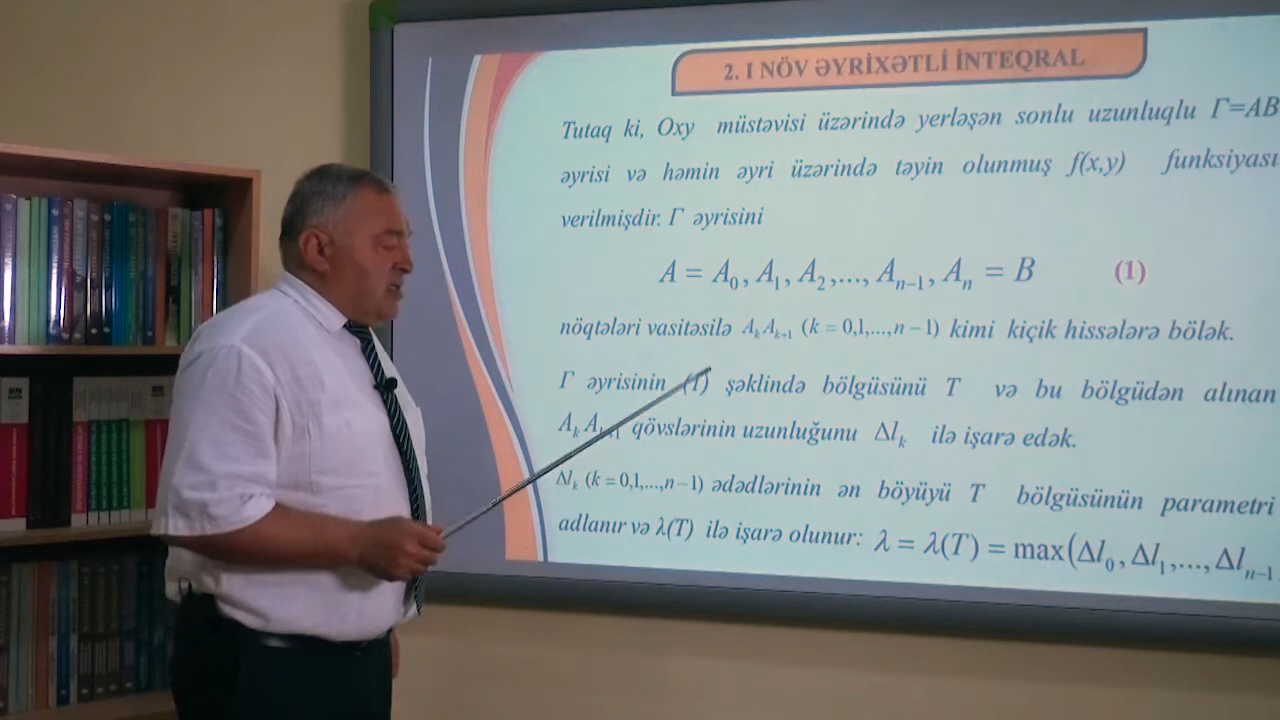 2. I NÖV ƏYRİXƏTLİ İNTEQRAL
Tutaq ki, Oxy müstəvisi üzərində yerləşən sonlu uzunluqlu Γ=AB
əyrisi və həmin əyri üzərində təyin olunmuş f(x,y) funksiyası
verilmişdir. Γ əyrisini
A = A₀, A₁, A₂,..., Aₙ₋₁, Aₙ = B (1)
nöqtələri vasitəsilə AₖAₖ₊₁ (k = 0,1,...,n − 1) kimi kiçik hissələrə bölək.
Γ əyrisinin (1) şəklində bölgüsünü T və bu bölgüdən alınan
AₖAₖ₊₁ qövslərinin uzunluğunu Δlₖ ilə işarə edək.
Δlₖ (k = 0,1,...,n − 1) ədədlərinin ən böyüyü T bölgüsünün parametri
adlanır və λ(T) ilə işarə olunur: λ = λ(T) = max(Δl₀, Δl₁,..., Δlₙ₋₁